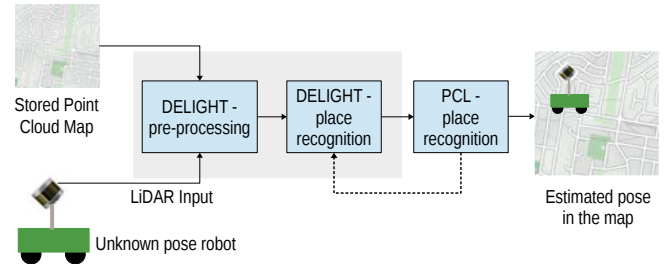 Stored Point
Cloud Map
DELIGHT -
pre-processing
DELIGHT -
place
recognition
PCL -
place
recognition
LiDAR Input
Unknown pose robot
Estimated pose
in the map